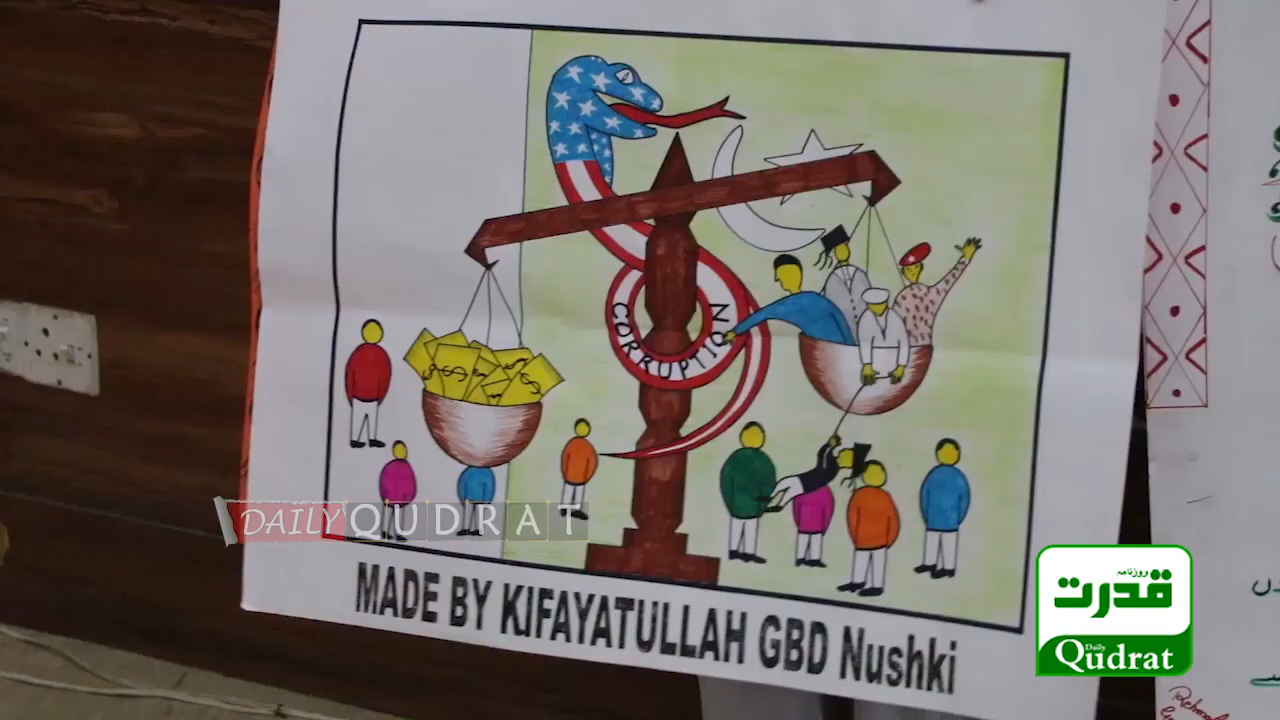 CORRUPTION
$ $ $
DAILY QUDRAT
MADE BY KIFAYATULLAH GBD Nushki
روزنامہ
قدرت
Daily
Qudrat